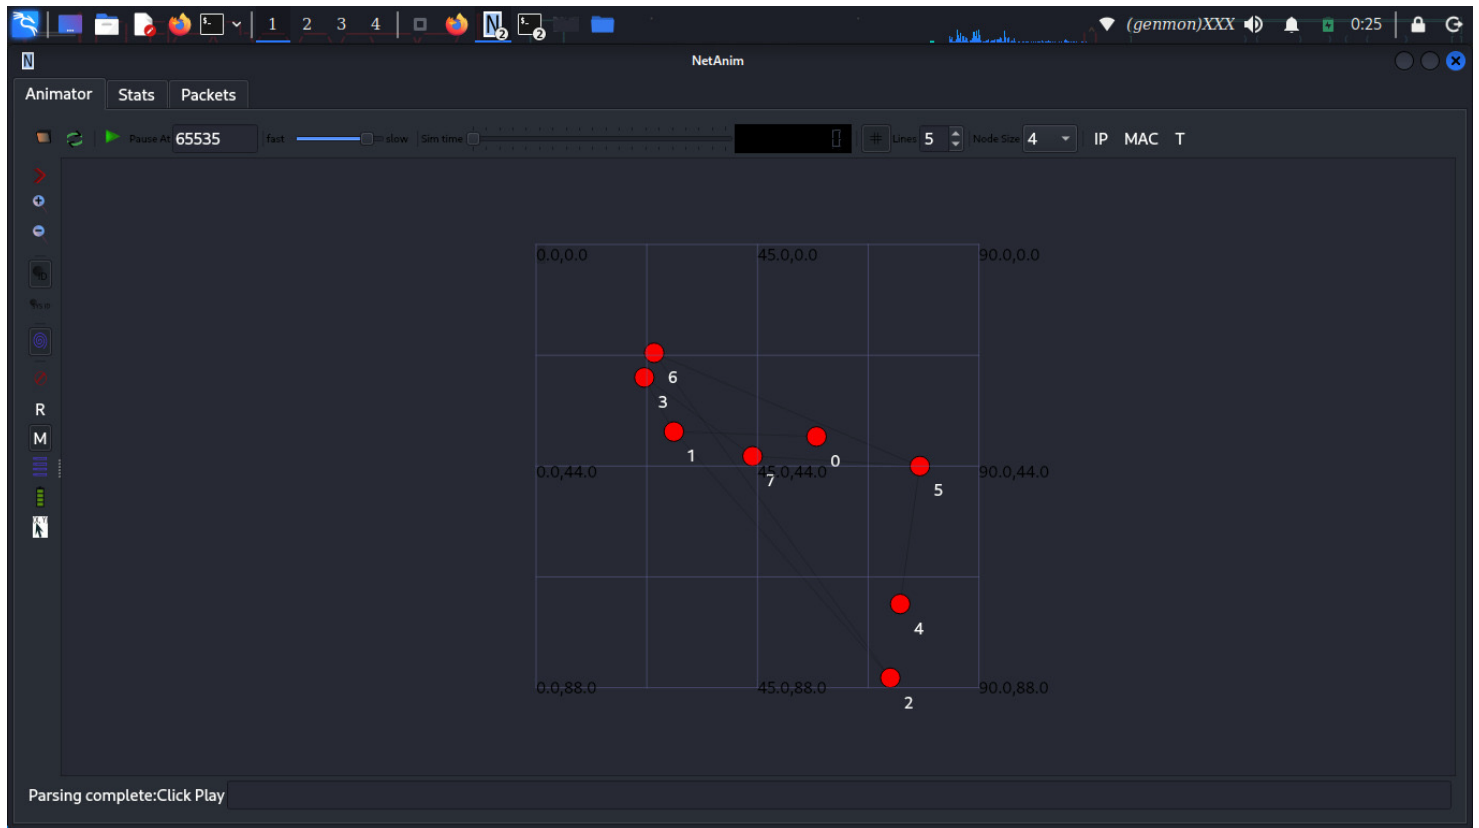 1 2 3 4 N 2 2 (genmon)XXX 0:25
N NetAnim
Animator Stats Packets
Pause At 65535 fast slow Sim time 0 # Lines 5 Node Size 4 IP MAC T
0.0,0.0 45.0,0.0 90.0,0.0
6
3
R
M
1
0
7
0.0,44.0 45.0,44.0 90.0,44.0
5
4
0.0,88.0 45.0,88.0 90.0,88.0
2
Parsing complete:Click Play